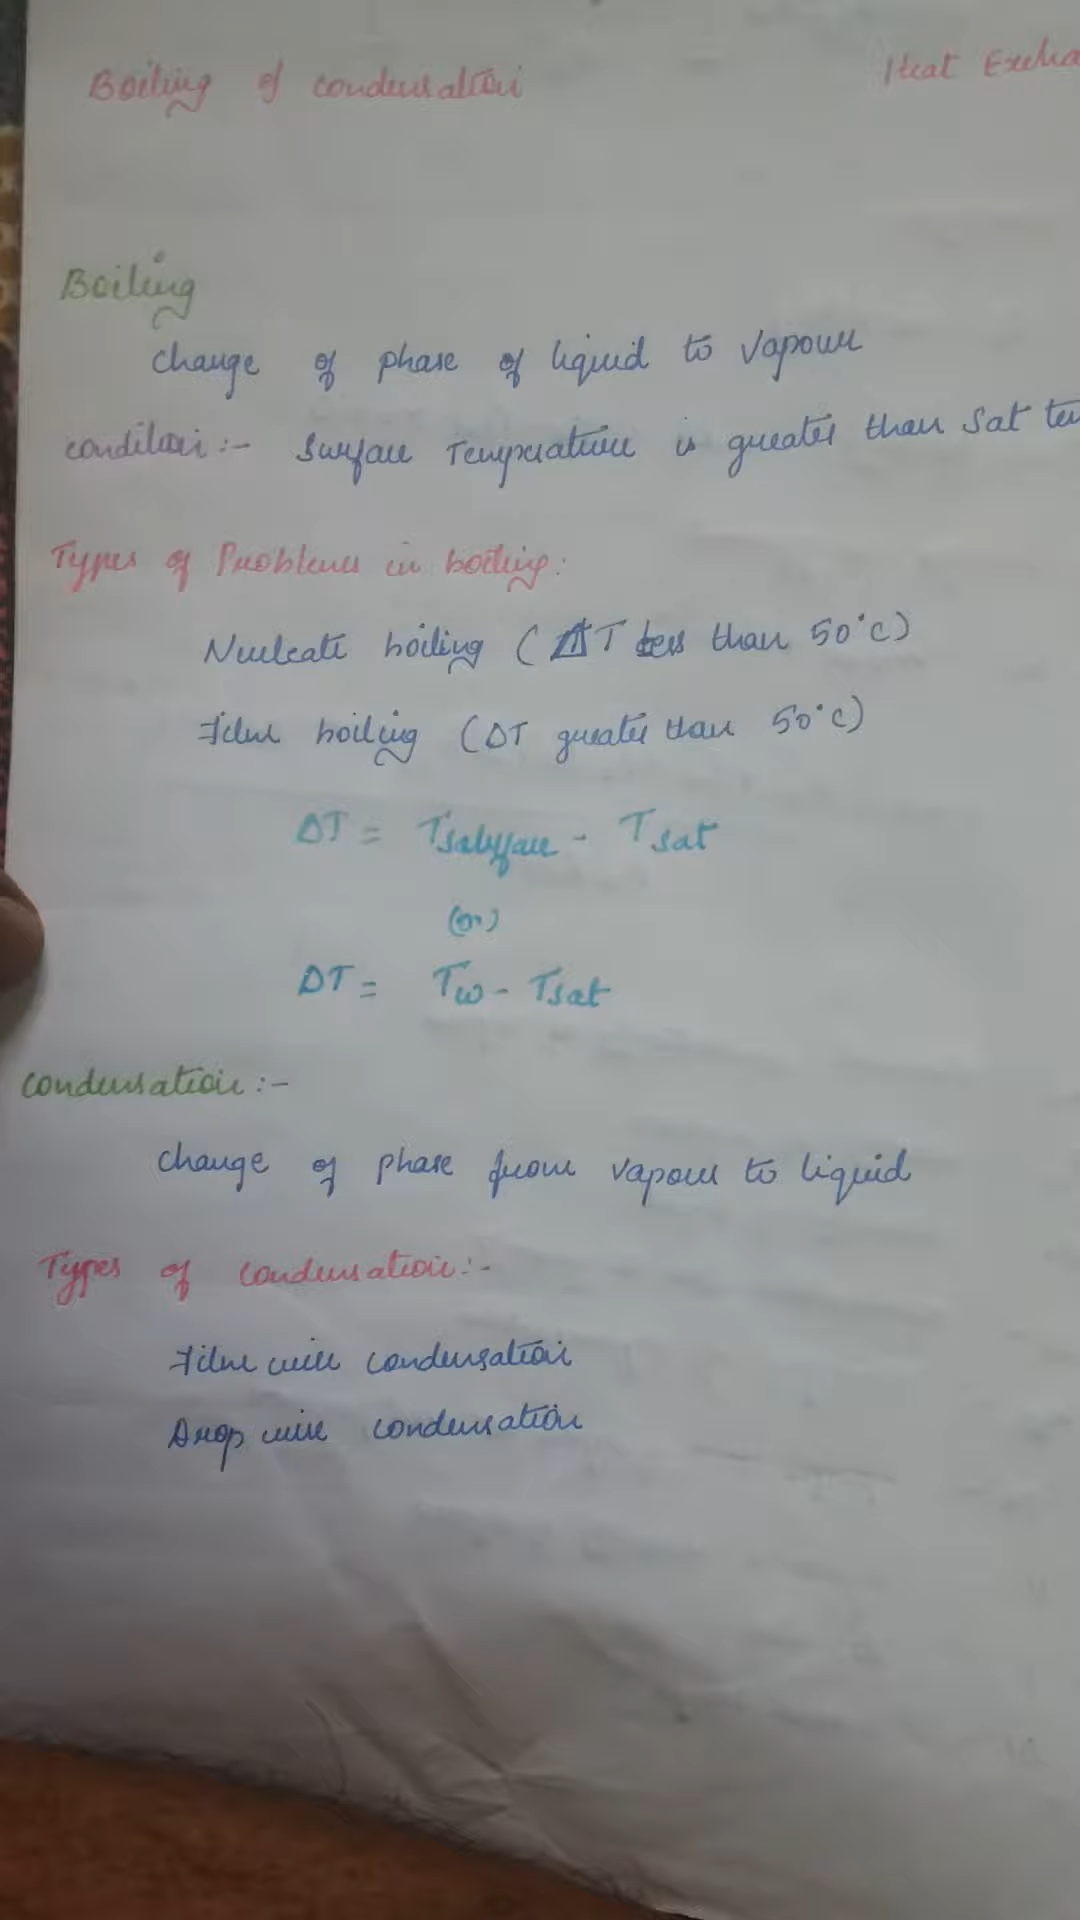 Boiling of condensation
Heat Excha
Boiling
Change of phase of liquid to vapour
condition:- Surface Temperature is greater than Sat te
Types of Problems in boiling:
Nucleate boiling (ΔT less than 50°C)
Film boiling (ΔT greater than 50°C)
ΔT = Tsurface - Tsat
(or)
ΔT = Tw - Tsat
Condensation:-
Change of phase from vapour to liquid
Types of condensation:-
Film wise condensation
Drop wise condensation